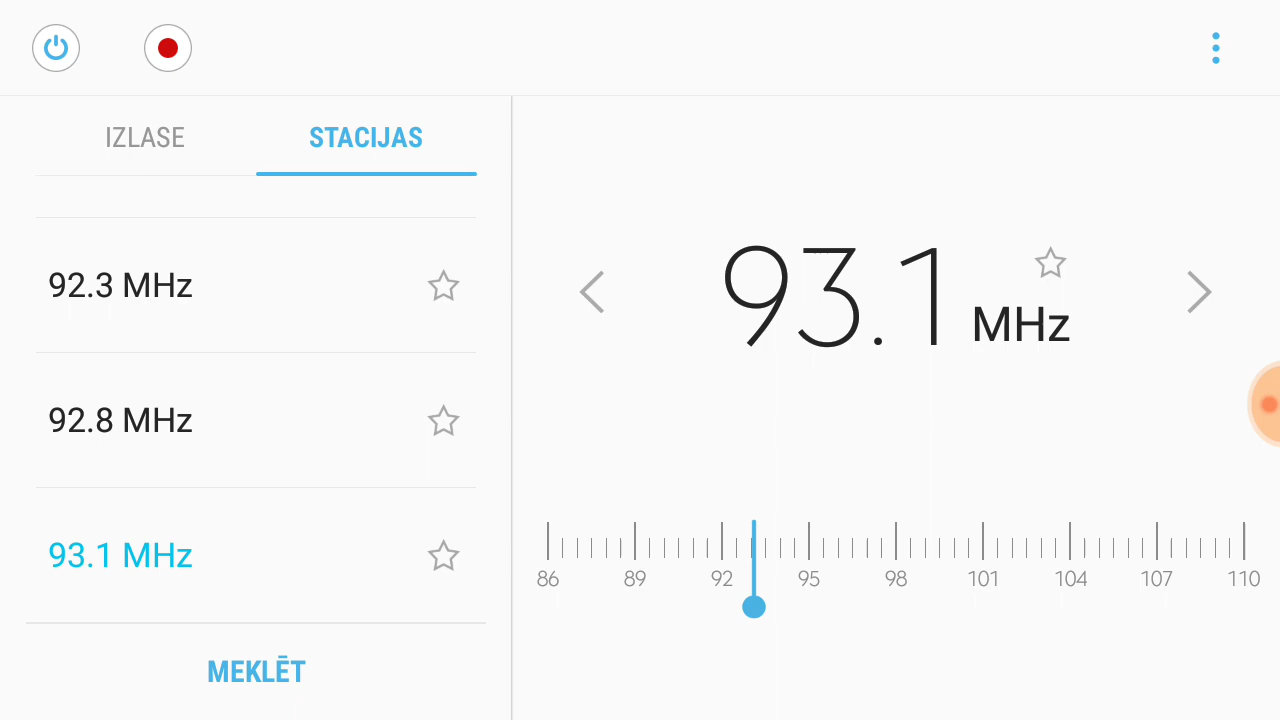 IZLASE STACIJAS
92.3 MHz
92.8 MHz
93.1 MHz
MEKLĒT
93.1 MHz
86 89 92 95 98 101 104 107 110